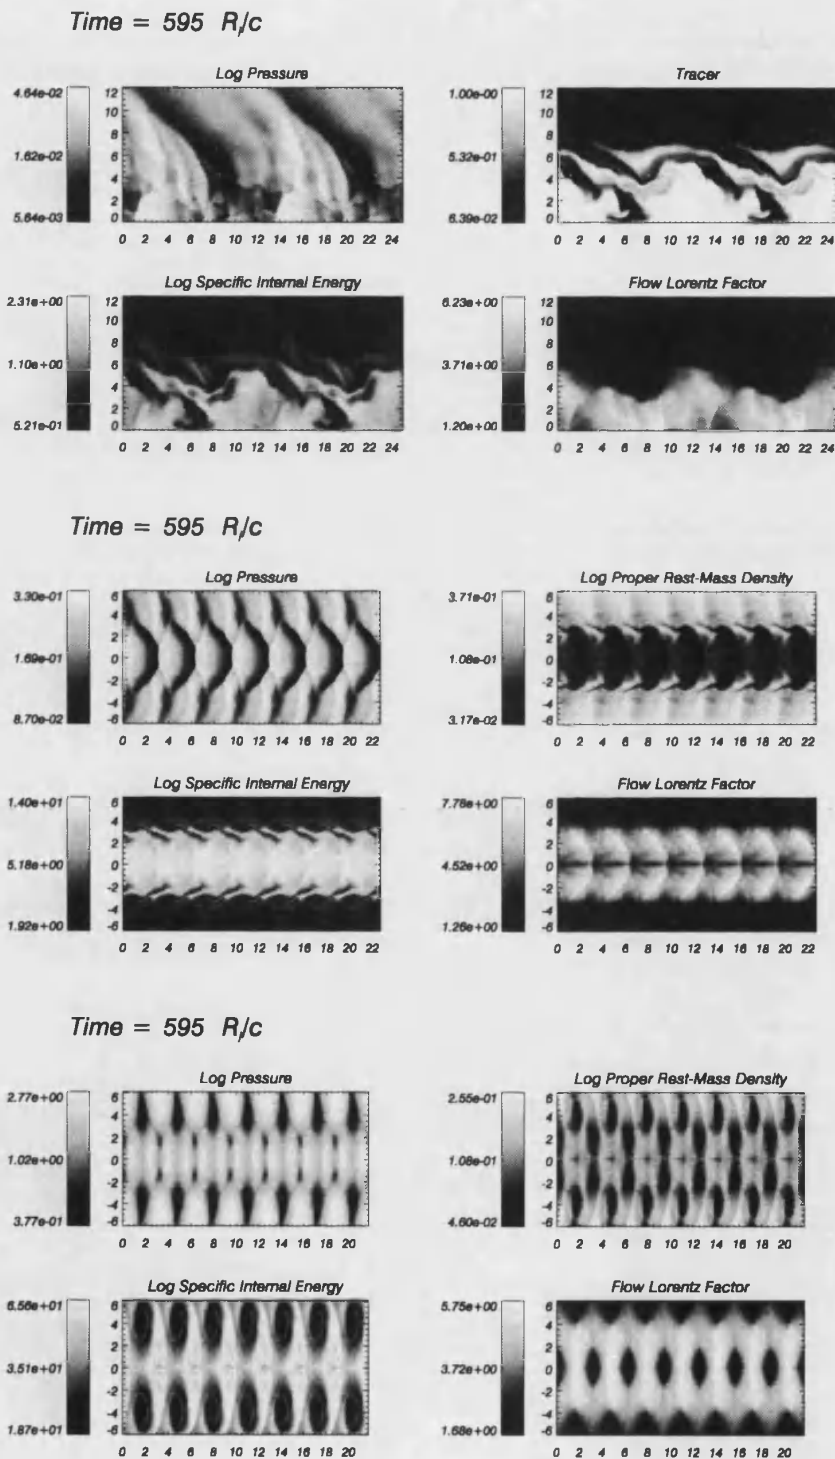 Time = 595 Rⱼ/c
Log Pressure
Tracer
4.64e-02
1.62e-02
5.64e-03
12
10
8
6
4
2
0
0 2 4 6 8 10 12 14 16 18 20 22 24
1.00e-00
5.32e-01
6.39e-02
12
10
8
6
4
2
0
0 2 4 6 8 10 12 14 16 18 20 22 24
Log Specific Internal Energy
Flow Lorentz Factor
2.31e+00
1.10e+00
5.21e-01
12
10
8
6
4
2
0
0 2 4 6 8 10 12 14 16 18 20 22 24
6.23e+00
3.71e+00
1.20e+00
12
10
8
6
4
2
0
0 2 4 6 8 10 12 14 16 18 20 22 24
Time = 595 Rⱼ/c
Log Pressure
Log Proper Rest-Mass Density
3.30e-01
1.69e-01
8.70e-02
6
4
2
0
-2
-4
-6
0 2 4 6 8 10 12 14 16 18 20 22
3.71e-01
1.08e-01
3.17e-02
6
4
2
0
-2
-4
-6
0 2 4 6 8 10 12 14 16 18 20 22
Log Specific Internal Energy
Flow Lorentz Factor
1.40e+01
5.18e+00
1.92e+00
6
4
2
0
-2
-4
-6
0 2 4 6 8 10 12 14 16 18 20 22
7.78e+00
4.52e+00
1.26e+00
6
4
2
0
-2
-4
-6
0 2 4 6 8 10 12 14 16 18 20 22
Time = 595 Rⱼ/c
Log Pressure
Log Proper Rest-Mass Density
2.77e+00
1.02e+00
3.77e-01
6
4
2
0
-2
-4
-6
0 2 4 6 8 10 12 14 16 18 20
2.55e-01
1.08e-01
4.60e-02
6
4
2
0
-2
-4
-6
0 2 4 6 8 10 12 14 16 18 20
Log Specific Internal Energy
Flow Lorentz Factor
6.56e+01
3.51e+01
1.87e+01
6
4
2
0
-2
-4
-6
0 2 4 6 8 10 12 14 16 18 20
5.75e+00
3.72e+00
1.68e+00
6
4
2
0
-2
-4
-6
0 2 4 6 8 10 12 14 16 18 20